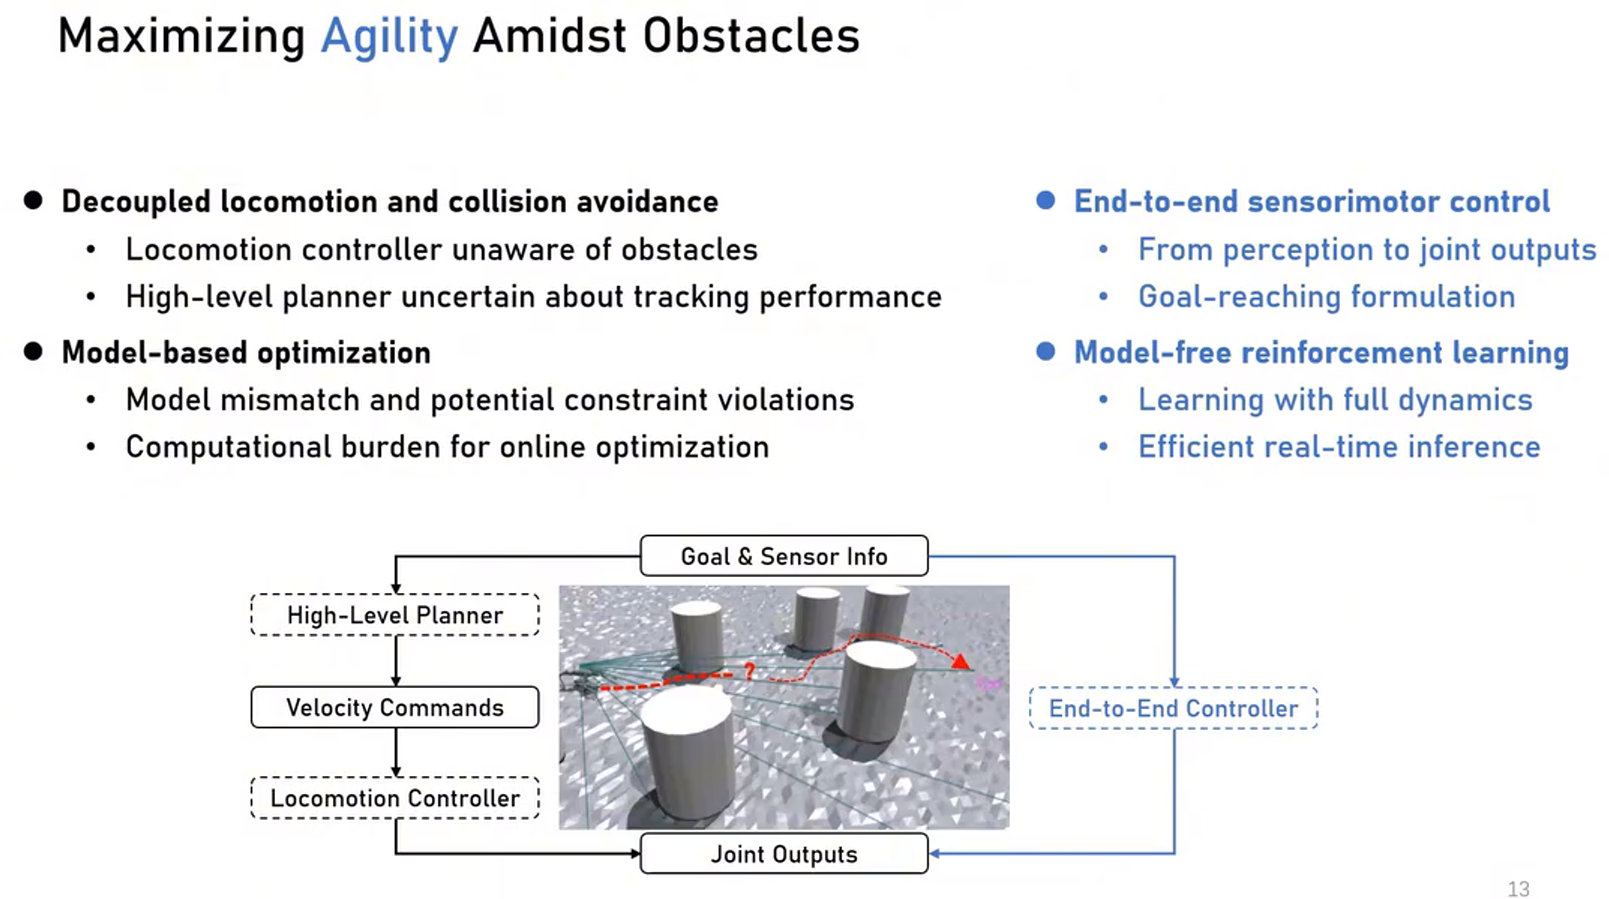 Maximizing Agility Amidst Obstacles
Decoupled locomotion and collision avoidance
Locomotion controller unaware of obstacles
High-level planner uncertain about tracking performance
Model-based optimization
Model mismatch and potential constraint violations
Computational burden for online optimization
End-to-end sensorimotor control
From perception to joint outputs
Goal-reaching formulation
Model-free reinforcement learning
Learning with full dynamics
Efficient real-time inference
Goal & Sensor Info
High-Level Planner
Velocity Commands
Locomotion Controller
?
End-to-End Controller
Joint Outputs
13